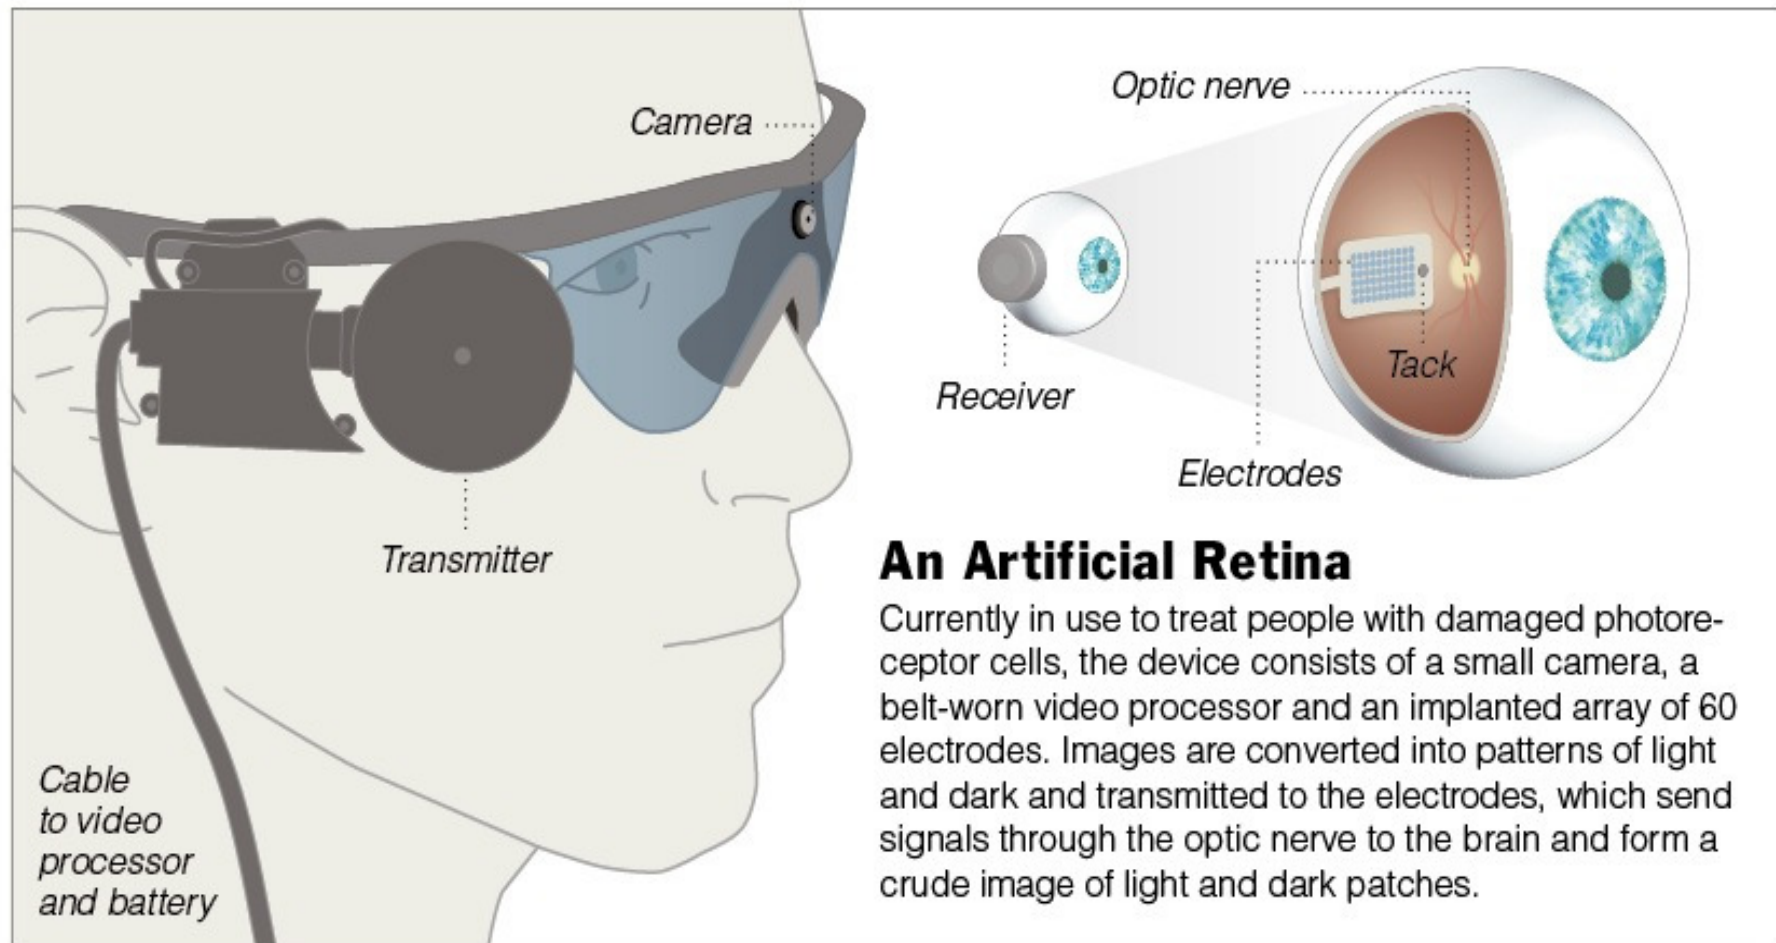 Camera
Optic nerve
Receiver
Tack
Electrodes
Transmitter
Cable
to video
processor
and battery
An Artificial Retina
Currently in use to treat people with damaged photore-
ceptor cells, the device consists of a small camera, a
belt-worn video processor and an implanted array of 60
electrodes. Images are converted into patterns of light
and dark and transmitted to the electrodes, which send
signals through the optic nerve to the brain and form a
crude image of light and dark patches.